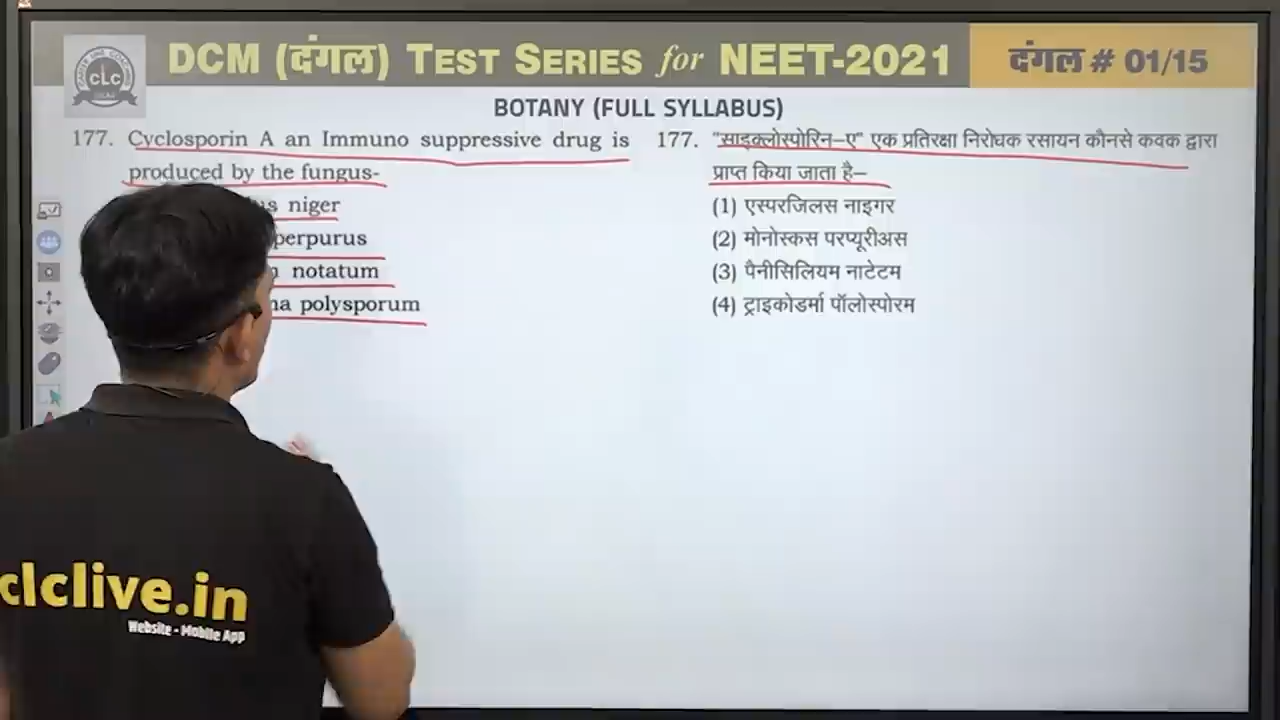 DCM (दंगल) TEST SERIES for NEET-2021
दंगल # 01/15
CLC
BOTANY (FULL SYLLABUS)
177. Cyclosporin A an Immuno suppressive drug is
produced by the fungus-
niger
perpurus
notatum
polysporum
177. "साइक्लोस्पोरिन–ए" एक प्रतिरक्षा निरोधक रसायन कौनसे कवक द्वारा
प्राप्त किया जाता है–
(1) एस्परजिलस नाइगर
(2) मोनोस्कस परप्यूरीअस
(3) पैनीसिलियम नाटेटम
(4) ट्राइकोडर्मा पॉलोस्पोरम
clclive.in
Website - Mobile App